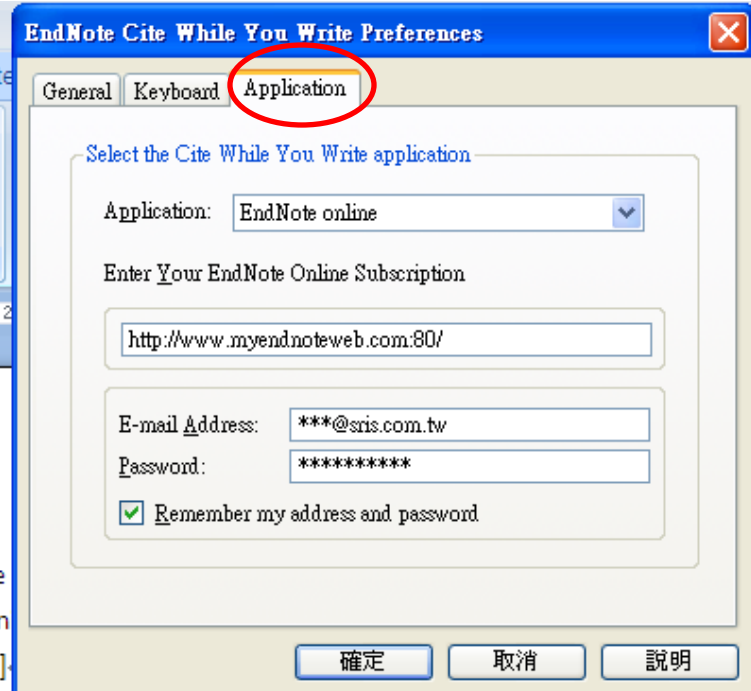 EndNote Cite While You Write Preferences
General Keyboard Application
Select the Cite While You Write application
Application: EndNote online
Enter Your EndNote Online Subscription
http://www.myendnoteweb.com:80/
E-mail Address: ***@sris.com.tw
Password: **********
Remember my address and password
確定 取消 說明